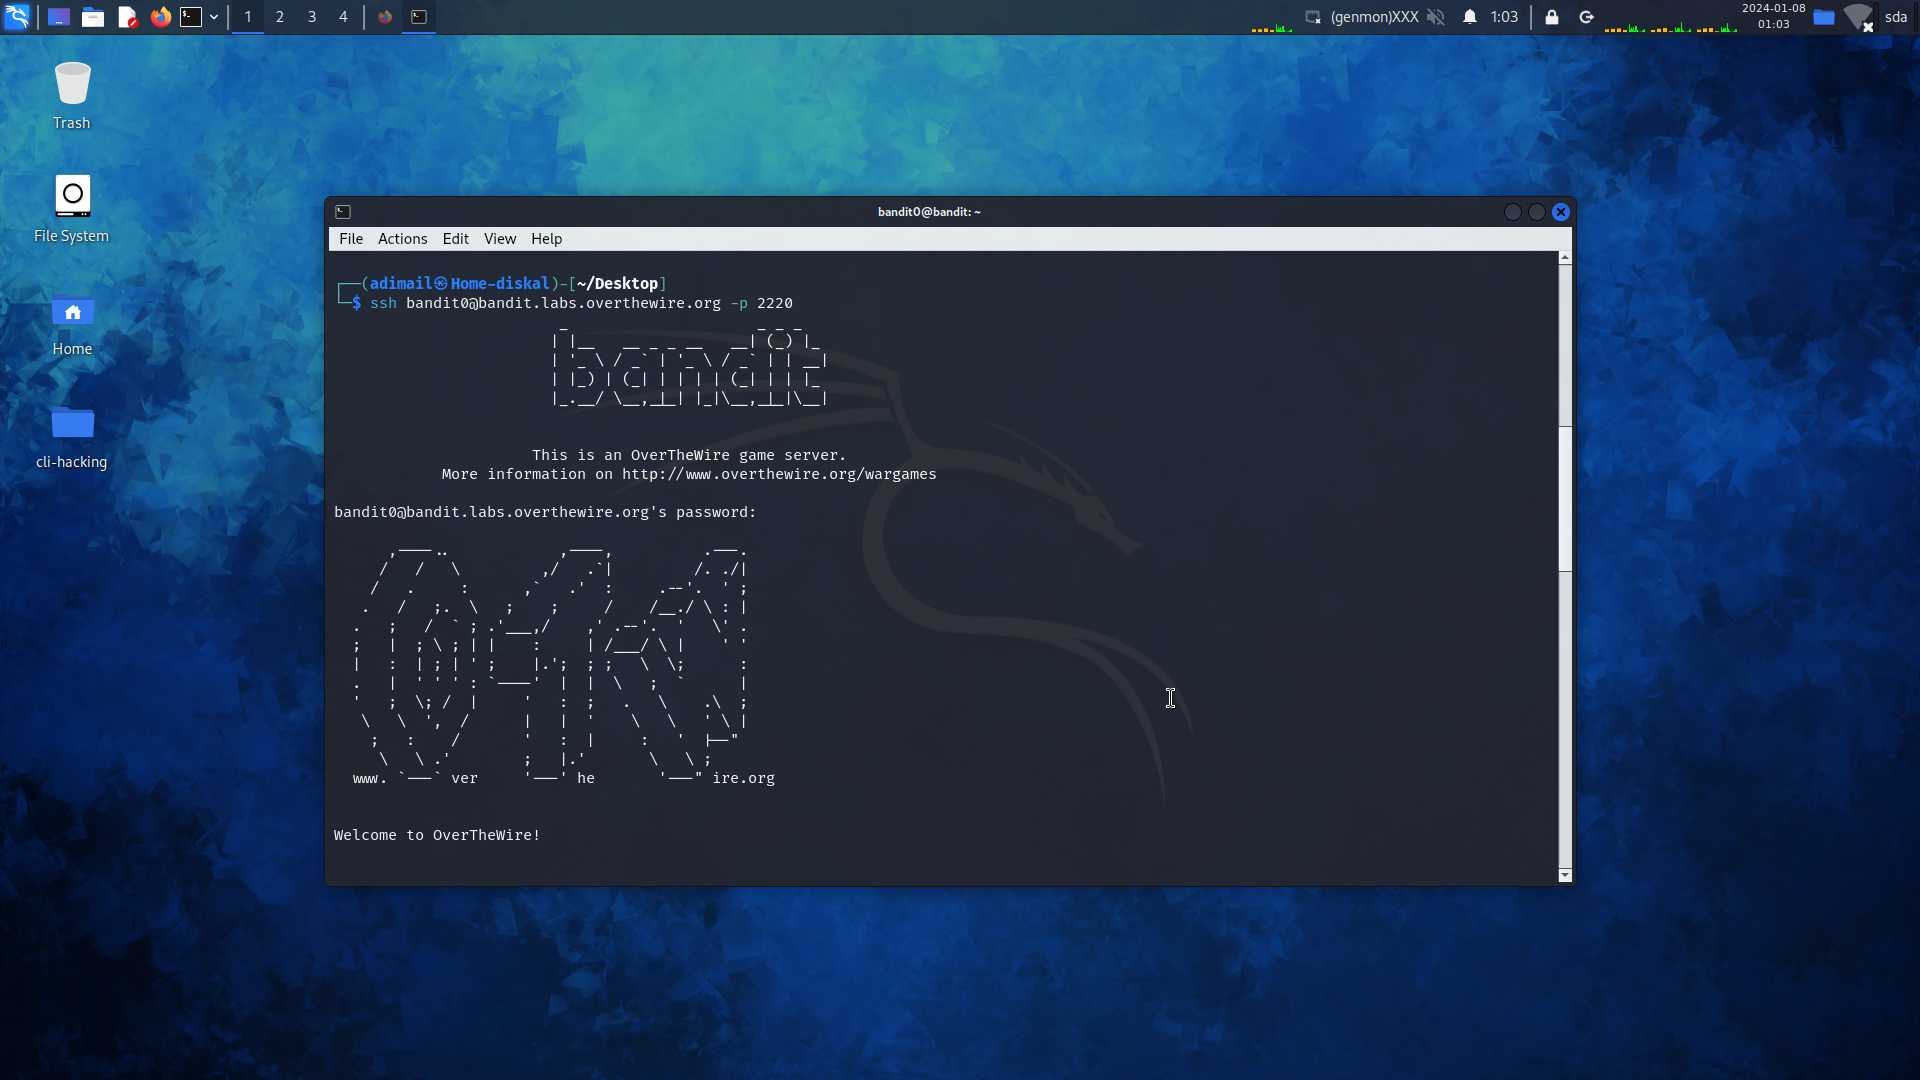 1 2 3 4
(genmon)XXX 1:03 2024-01-08 sda
01:03
Trash
File System
Home
cli-hacking
bandit0@bandit: ~
File Actions Edit View Help
┌──(adimail㉿Home-diskal)-[~/Desktop]
└─$ ssh bandit0@bandit.labs.overthewire.org -p 2220
bandit
This is an OverTheWire game server.
More information on http://www.overthewire.org/wargames
bandit0@bandit.labs.overthewire.org's password:
www. ver he ire.org
Welcome to OverTheWire!